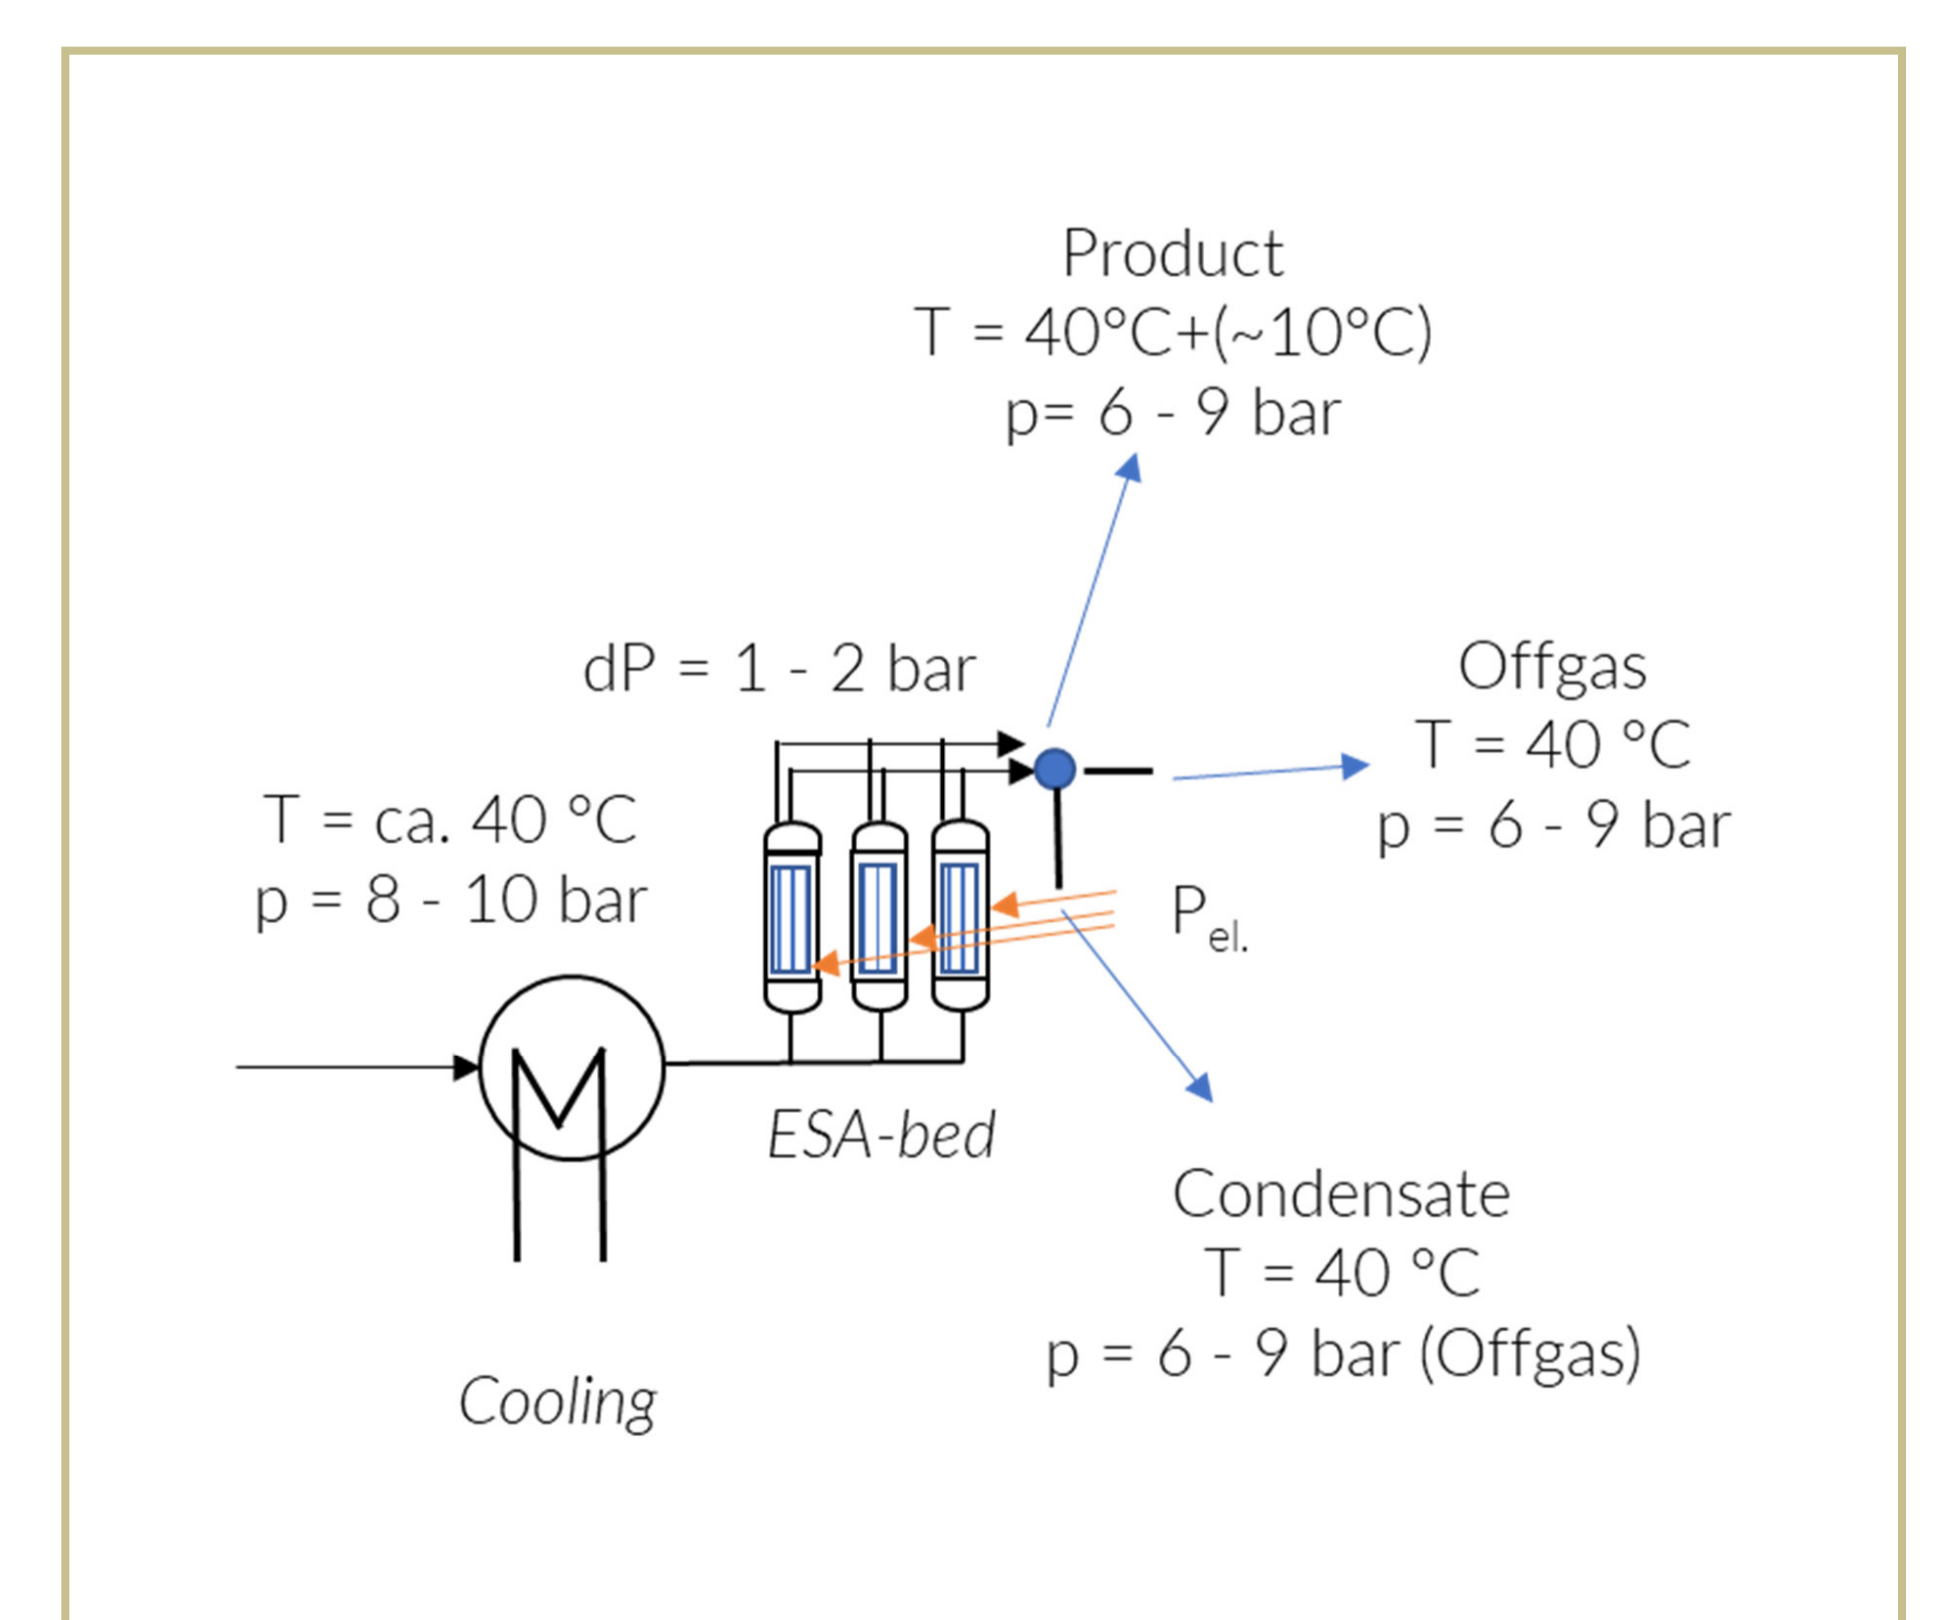 Product
T = 40°C+(~10°C)
p= 6 - 9 bar
dP = 1 - 2 bar
Offgas
T = 40 °C
p = 6 - 9 bar
T = ca. 40 °C
p = 8 - 10 bar
P el.
ESA-bed
Condensate
T = 40 °C
p = 6 - 9 bar (Offgas)
Cooling